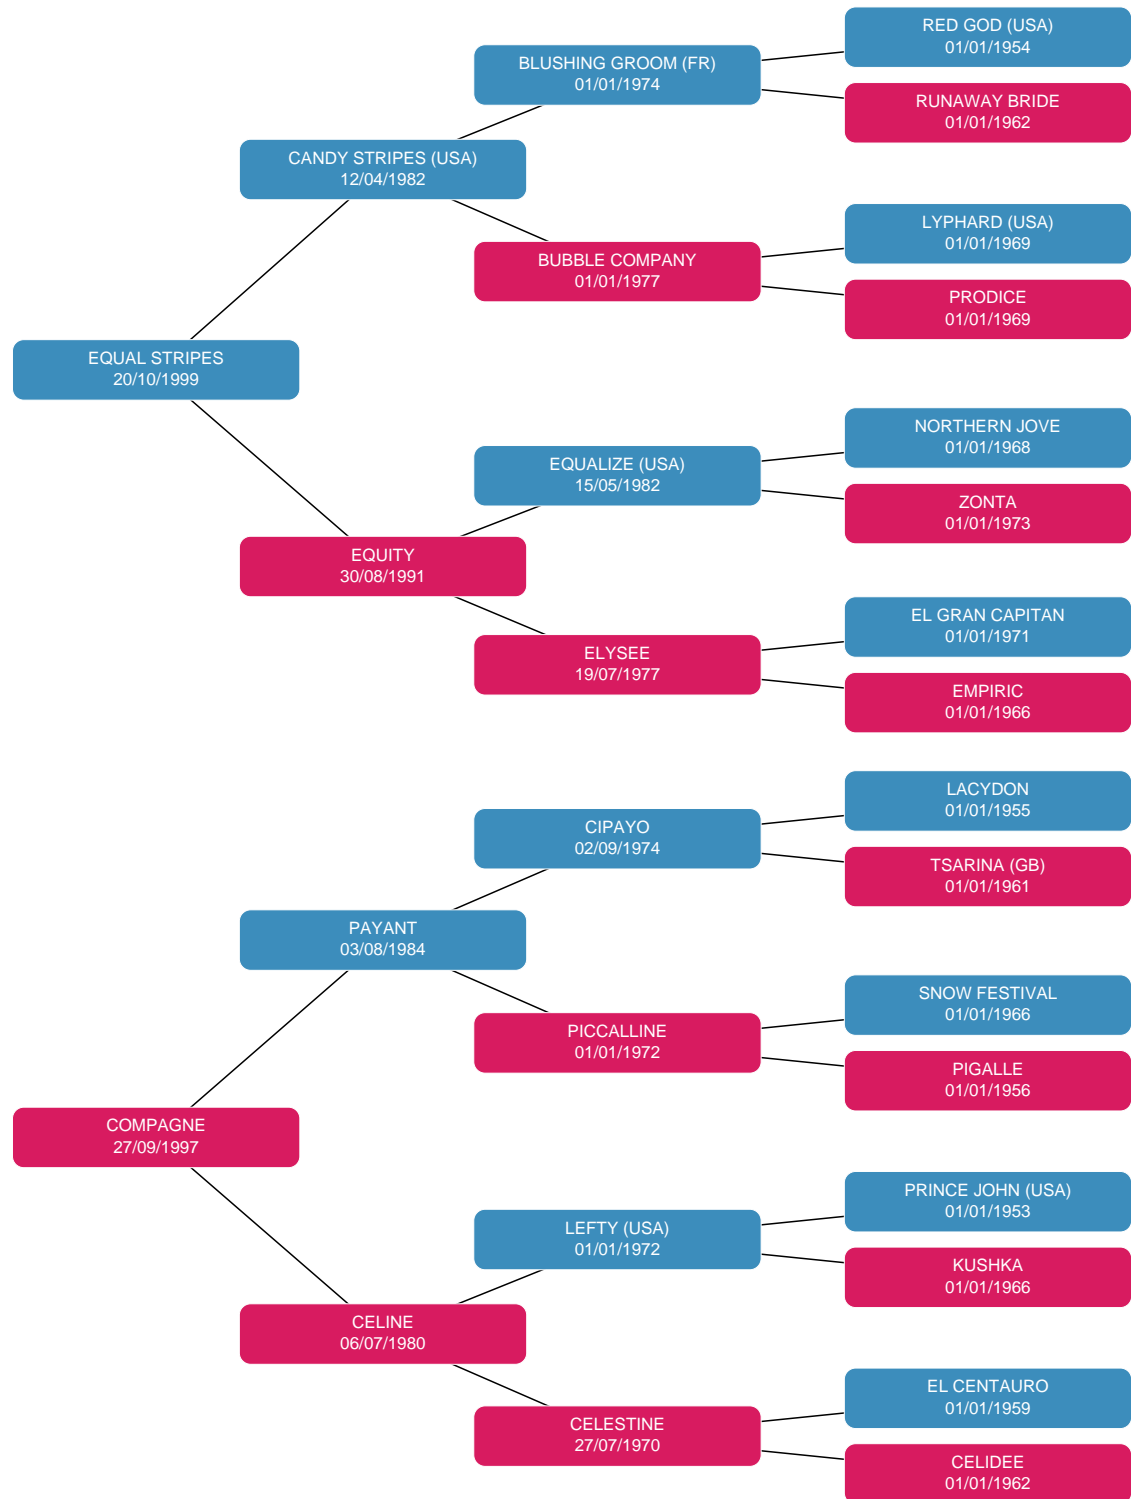 RED GOD (USA)
01/01/1954
BLUSHING GROOM (FR)
01/01/1974
RUNAWAY BRIDE
01/01/1962
CANDY STRIPES (USA)
12/04/1982
LYPHARD (USA)
01/01/1969
BUBBLE COMPANY
01/01/1977
PRODICE
01/01/1969
EQUAL STRIPES
20/10/1999
NORTHERN JOVE
01/01/1968
EQUALIZE (USA)
15/05/1982
ZONTA
01/01/1973
EQUITY
30/08/1991
EL GRAN CAPITAN
01/01/1971
ELYSEE
19/07/1977
EMPIRIC
01/01/1966
LACYDON
01/01/1955
CIPAYO
02/09/1974
TSARINA (GB)
01/01/1961
PAYANT
03/08/1984
SNOW FESTIVAL
01/01/1966
PICCALLINE
01/01/1972
PIGALLE
01/01/1956
COMPAGNE
27/09/1997
PRINCE JOHN (USA)
01/01/1953
LEFTY (USA)
01/01/1972
KUSHKA
01/01/1966
CELINE
06/07/1980
EL CENTAURO
01/01/1959
CELESTINE
27/07/1970
CELIDEE
01/01/1962